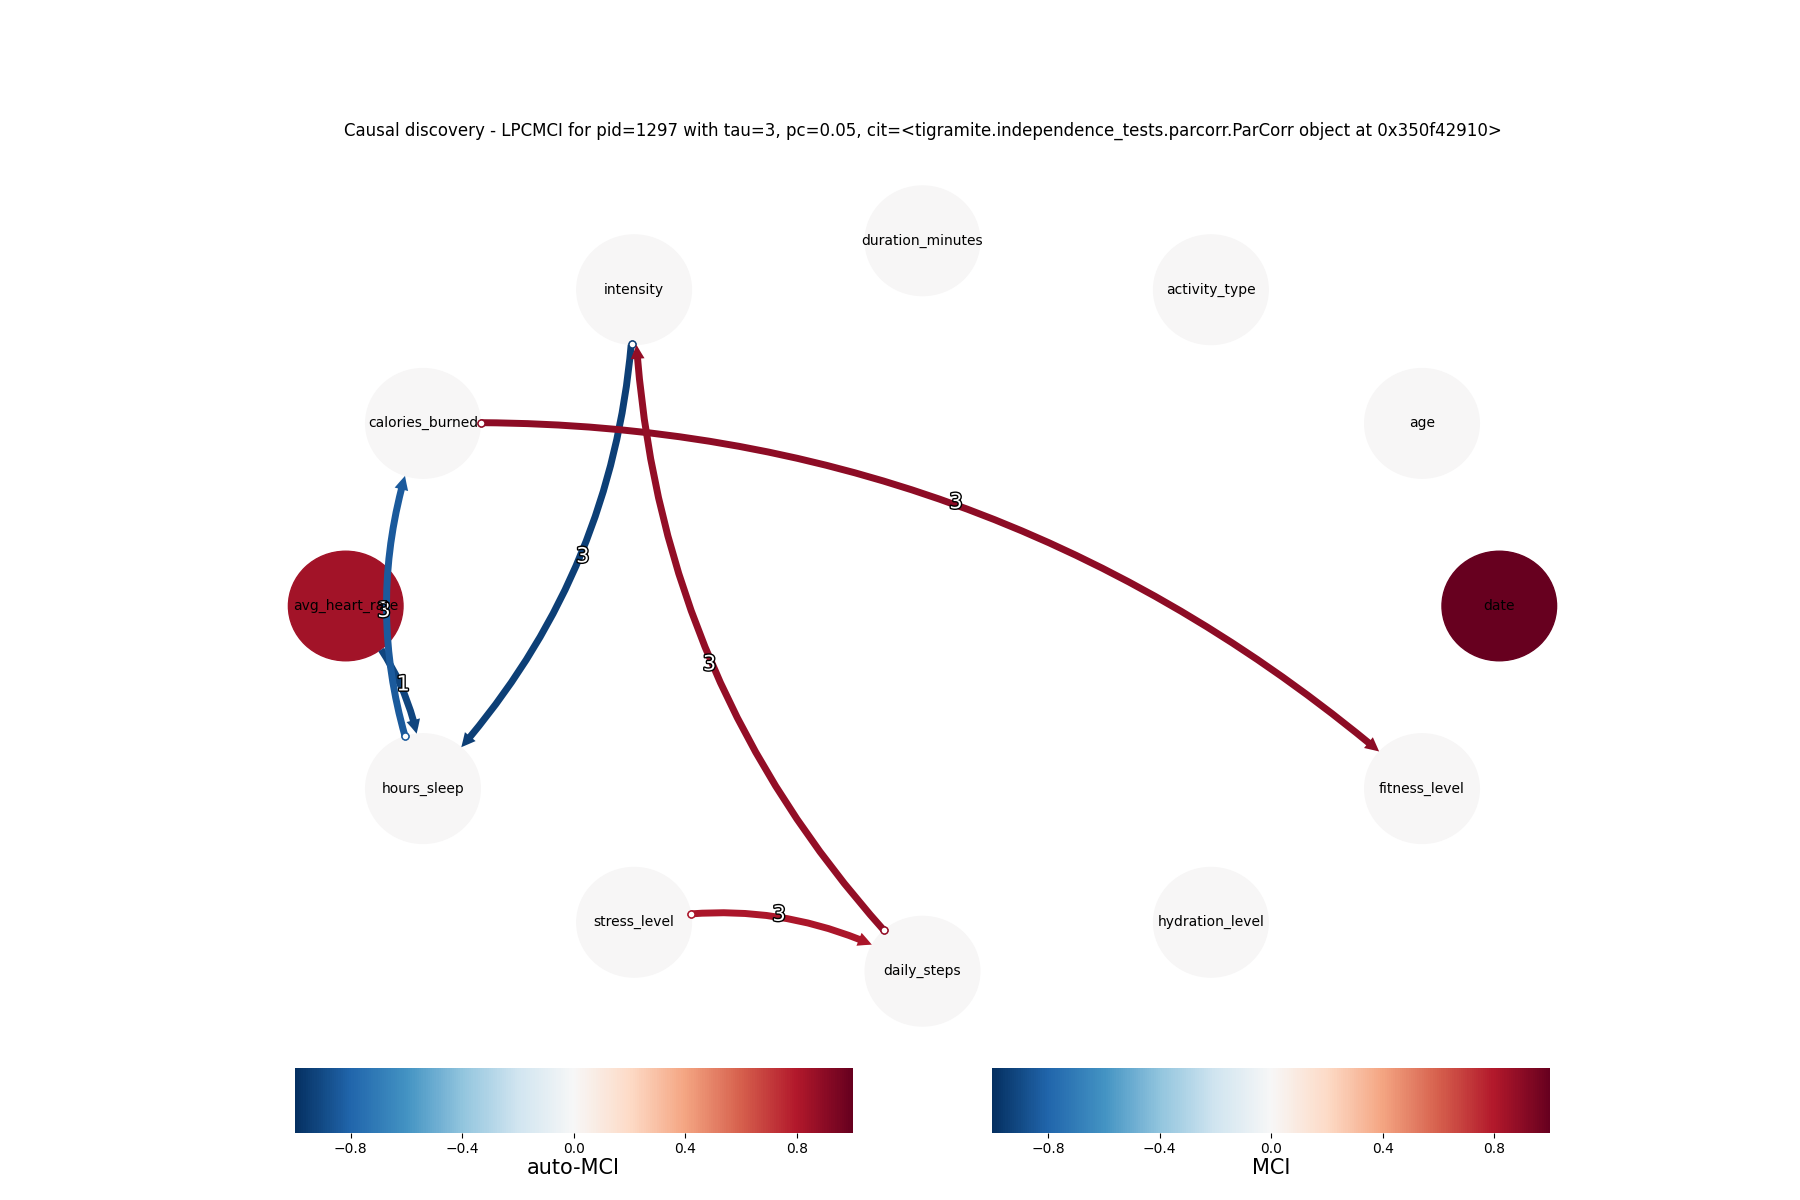 Causal discovery - LPCMCI for pid=1297 with tau=3, pc=0.05, cit=<tigramite.independence_tests.parcorr.ParCorr object at 0x350f42910>
duration_minutes
intensity
activity_type
calories_burned
age
3
3
avg_heart_rate
3
date
3
1
hours_sleep
fitness_level
3
stress_level
hydration_level
daily_steps
−0.8 −0.4 0.0 0.4 0.8
auto-MCI
−0.8 −0.4 0.0 0.4 0.8
MCI